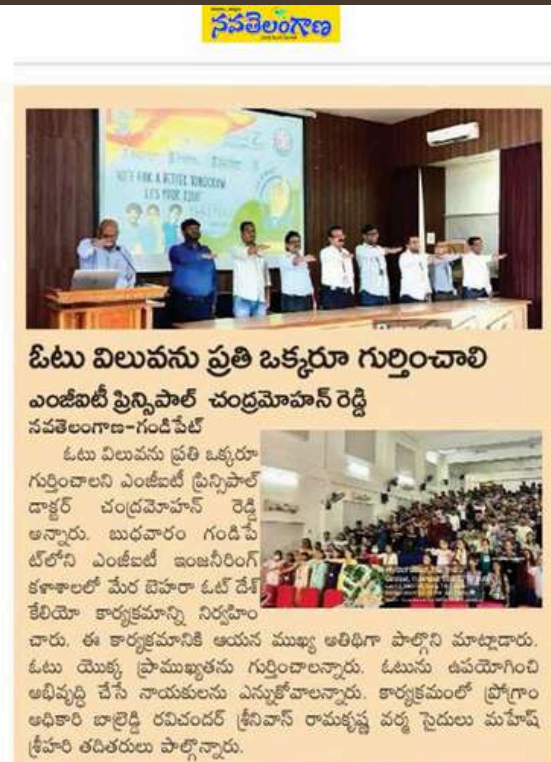 నవతెలంగాణ
VOTE FOR A BETTER TOMORROW
ఓటు విలువను ప్రతి ఒక్కరూ గుర్తించాలి
ఎంజీఐటీ ప్రిన్సిపాల్ చంద్రమోహన్ రెడ్డి
నవతెలంగాణ-గండిపేట్
ఓటు విలువను ప్రతి ఒక్కరూ
గుర్తించాలని ఎంజీఐటీ ప్రిన్సిపాల్
డాక్టర్ చంద్రమోహన్ రెడ్డి
అన్నారు. బుధవారం గండిపే
ట్‌లోని ఎంజీఐటీ ఇంజనీరింగ్
కళాశాలలో మేర బెహరా ఓట్ దేశ్
కేలియో కార్యక్రమాన్ని నిర్వహిం
చారు. ఈ కార్యక్రమానికి ఆయన ముఖ్య అతిథిగా పాల్గొని మాట్లాడారు.
ఓటు యొక్క ప్రాముఖ్యతను గుర్తించాలన్నారు. ఓటును ఉపయోగించి
అభివృద్ధి చేసే నాయకులను ఎన్నుకోవాలన్నారు. కార్యక్రమంలో ప్రోగ్రాం
అధికారి బాల్రెడ్డి రవిచందర్ శ్రీనివాస్ రామకృష్ణ వర్మ సైదులు మహేష్
శ్రీహరి తదితరులు పాల్గొన్నారు.